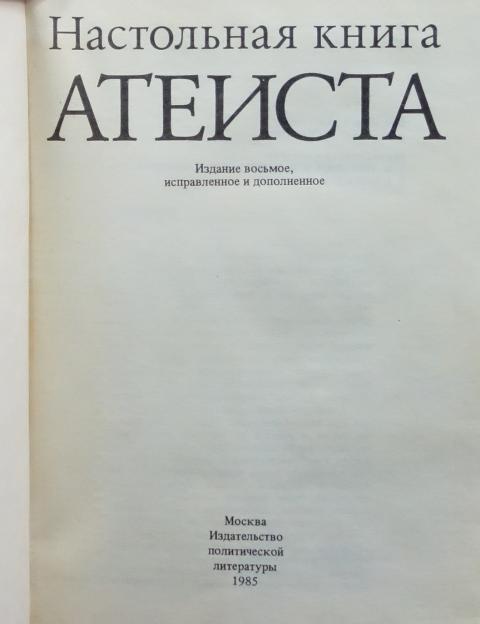 Настольная книга
АТЕИСТА
Издание восьмое,
исправленное и дополненное
Москва
Издательство
политической
литературы
1985